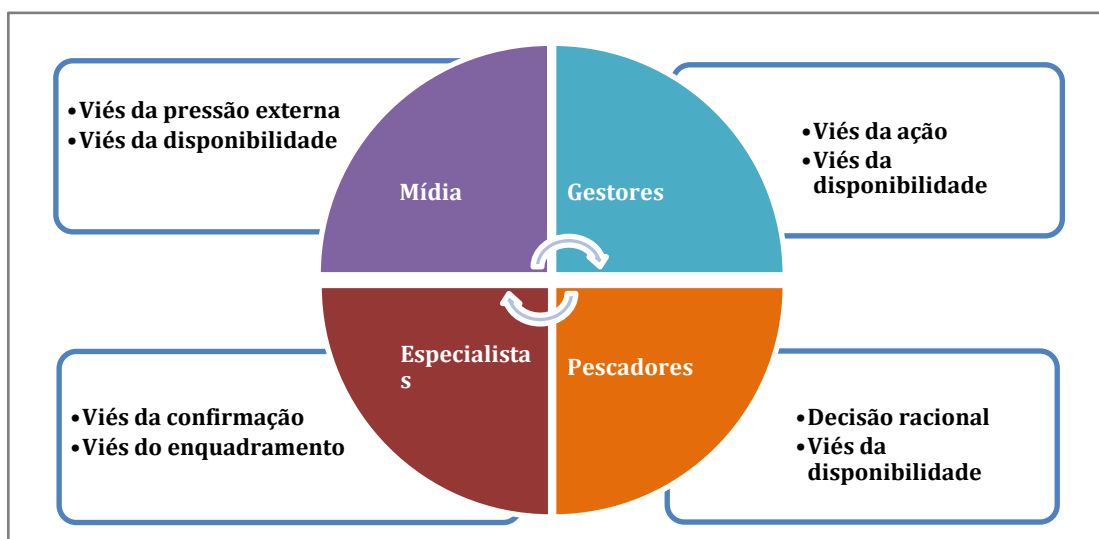 •Viés da pressão externa
•Viés da disponibilidade
Mídia
Gestores
•Viés da ação
•Viés da
disponibilidade
•Viés da confirmação
•Viés do enquadramento
Especialista
s
Pescadores
•Decisão racional
•Viés da
disponibilidade